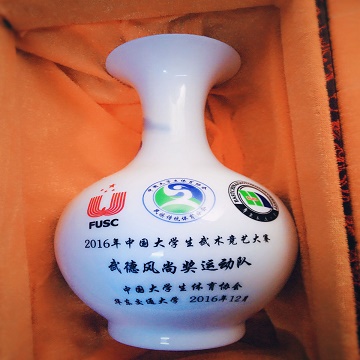 FUSC
2016年中国大学生武术竞艺大赛
武德风尚奖运动队
中国大学生体育协会
华东交通大学 2016年12月